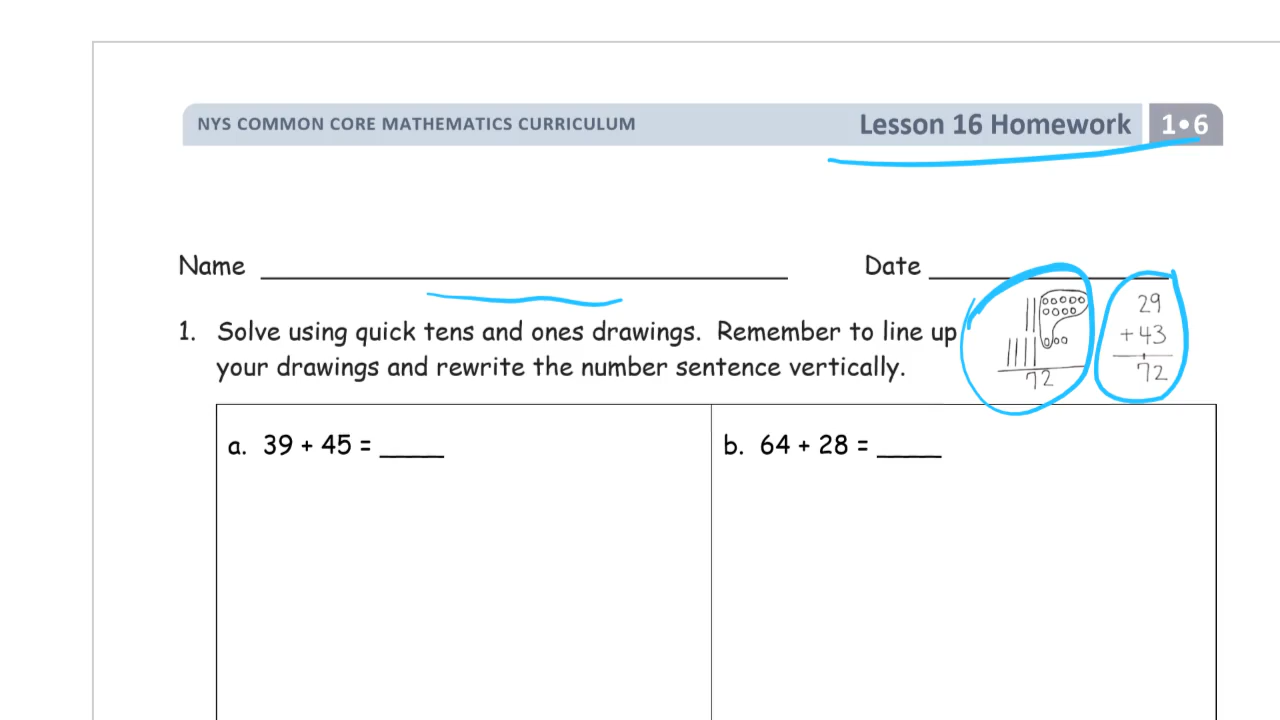 NYS COMMON CORE MATHEMATICS CURRICULUM Lesson 16 Homework 1•6
Name Date
1. Solve using quick tens and ones drawings. Remember to line up
your drawings and rewrite the number sentence vertically.
72
29
+ 43
72
a. 39 + 45 = ____
b. 64 + 28 = ____